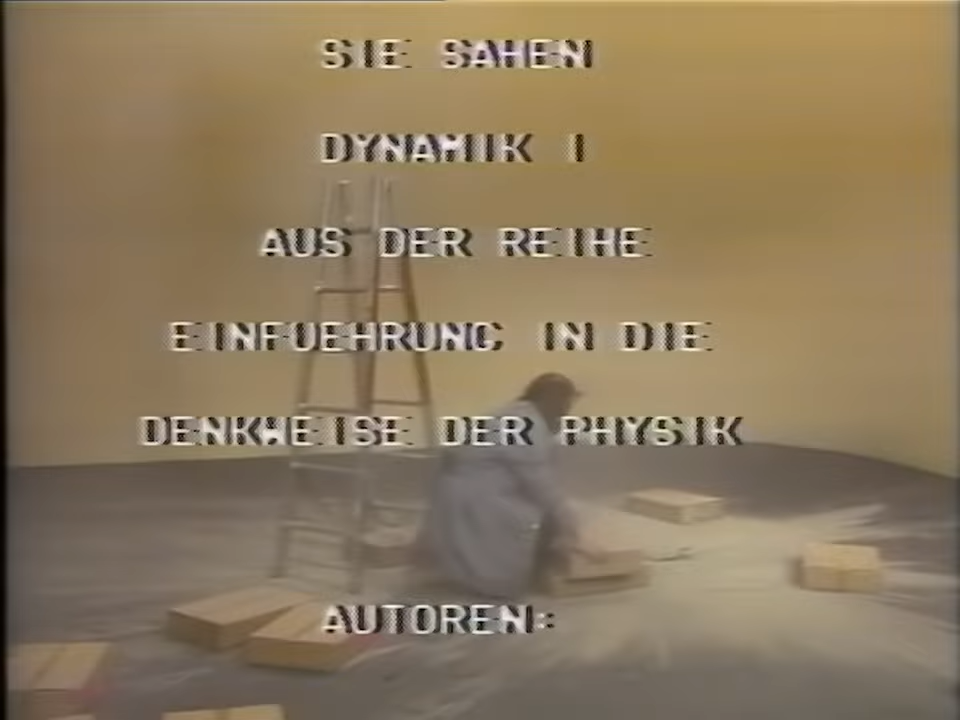 SIE SAHEN
DYNAMIK I
AUS DER REIHE
EINFUEHRUNG IN DIE
DENKWEISE DER PHYSIK
AUTOREN: